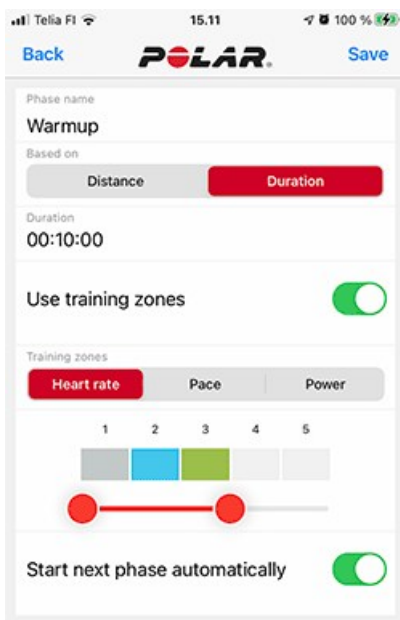 Telia FI 15.11 100 %
Back POLAR. Save
Phase name
Warmup
Based on
Distance Duration
Duration
00:10:00
Use training zones
Training zones
Heart rate Pace Power
1 2 3 4 5
Start next phase automatically